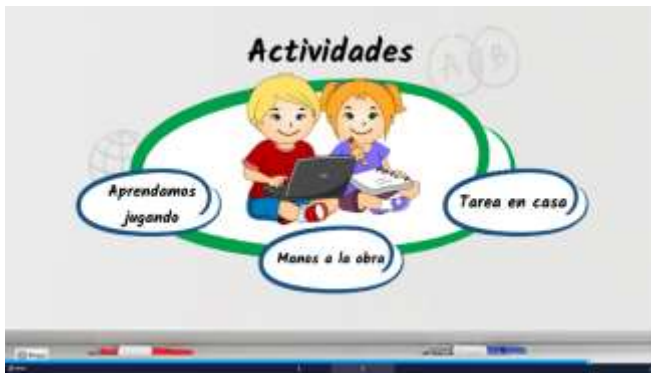 Actividades
A B
Aprendamos
jugando
Manos a la obra
Tarea en casa